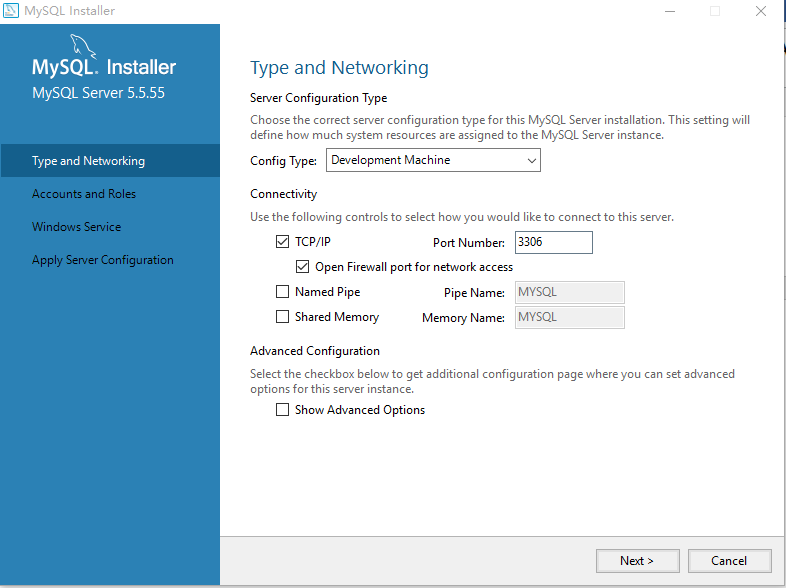 MySQL Installer
MySQL. Installer
MySQL Server 5.5.55
Type and Networking
Accounts and Roles
Windows Service
Apply Server Configuration
Type and Networking
Server Configuration Type
Choose the correct server configuration type for this MySQL Server installation. This setting will
define how much system resources are assigned to the MySQL Server instance.
Config Type: Development Machine
Connectivity
Use the following controls to select how you would like to connect to this server.
TCP/IP Port Number: 3306
Open Firewall port for network access
Named Pipe Pipe Name: MYSQL
Shared Memory Memory Name: MYSQL
Advanced Configuration
Select the checkbox below to get additional configuration page where you can set advanced
options for this server instance.
Show Advanced Options
Next > Cancel